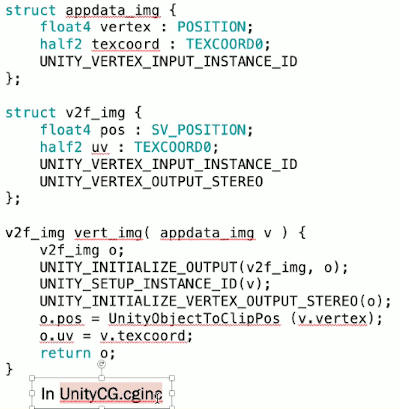 struct appdata_img {
float4 vertex : POSITION;
half2 texcoord : TEXCOORD0;
UNITY_VERTEX_INPUT_INSTANCE_ID
};
struct v2f_img {
float4 pos : SV_POSITION;
half2 uv : TEXCOORD0;
UNITY_VERTEX_INPUT_INSTANCE_ID
UNITY_VERTEX_OUTPUT_STEREO
};
v2f_img vert_img( appdata_img v ) {
v2f_img o;
UNITY_INITIALIZE_OUTPUT(v2f_img, o);
UNITY_SETUP_INSTANCE_ID(v);
UNITY_INITIALIZE_VERTEX_OUTPUT_STEREO(o);
o.pos = UnityObjectToClipPos (v.vertex);
o.uv = v.texcoord;
return o;
}
In UnityCG.cginc